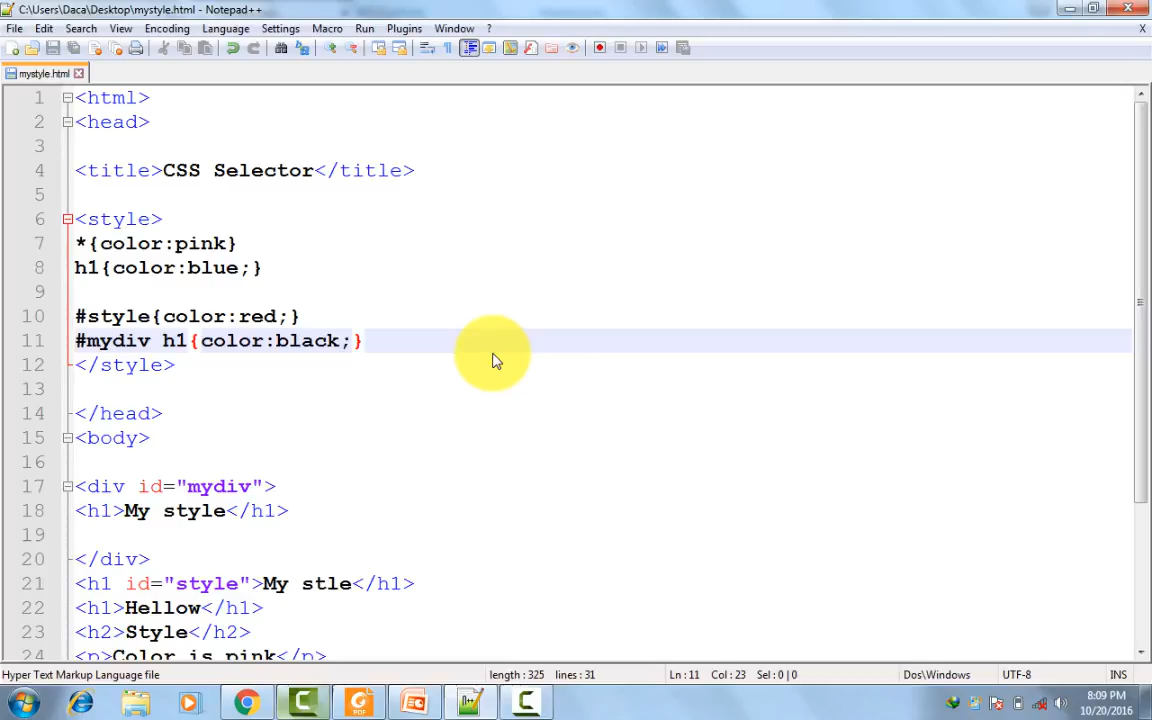 C:\Users\Daca\Desktop\mystyle.html - Notepad++
File Edit Search View Encoding Language Settings Macro Run Plugins Window ? X
mystyle.html
1 <html>
2 <head>
3
4 <title>CSS Selector</title>
5
6 <style>
7 *{color:pink}
8 h1{color:blue;}
9
10 #style{color:red;}
11 #mydiv h1{color:black;}
12 </style>
13
14 </head>
15 <body>
16
17 <div id="mydiv">
18 <h1>My style</h1>
19
20 </div>
21 <h1 id="style">My stle</h1>
22 <h1>Hellow</h1>
23 <h2>Style</h2>
24 <p>Color is pink</p>
Hyper Text Markup Language file length : 325 lines : 31 Ln : 11 Col : 23 Sel : 0 | 0 Dos\Windows UTF-8 INS
8:09 PM
10/20/2016